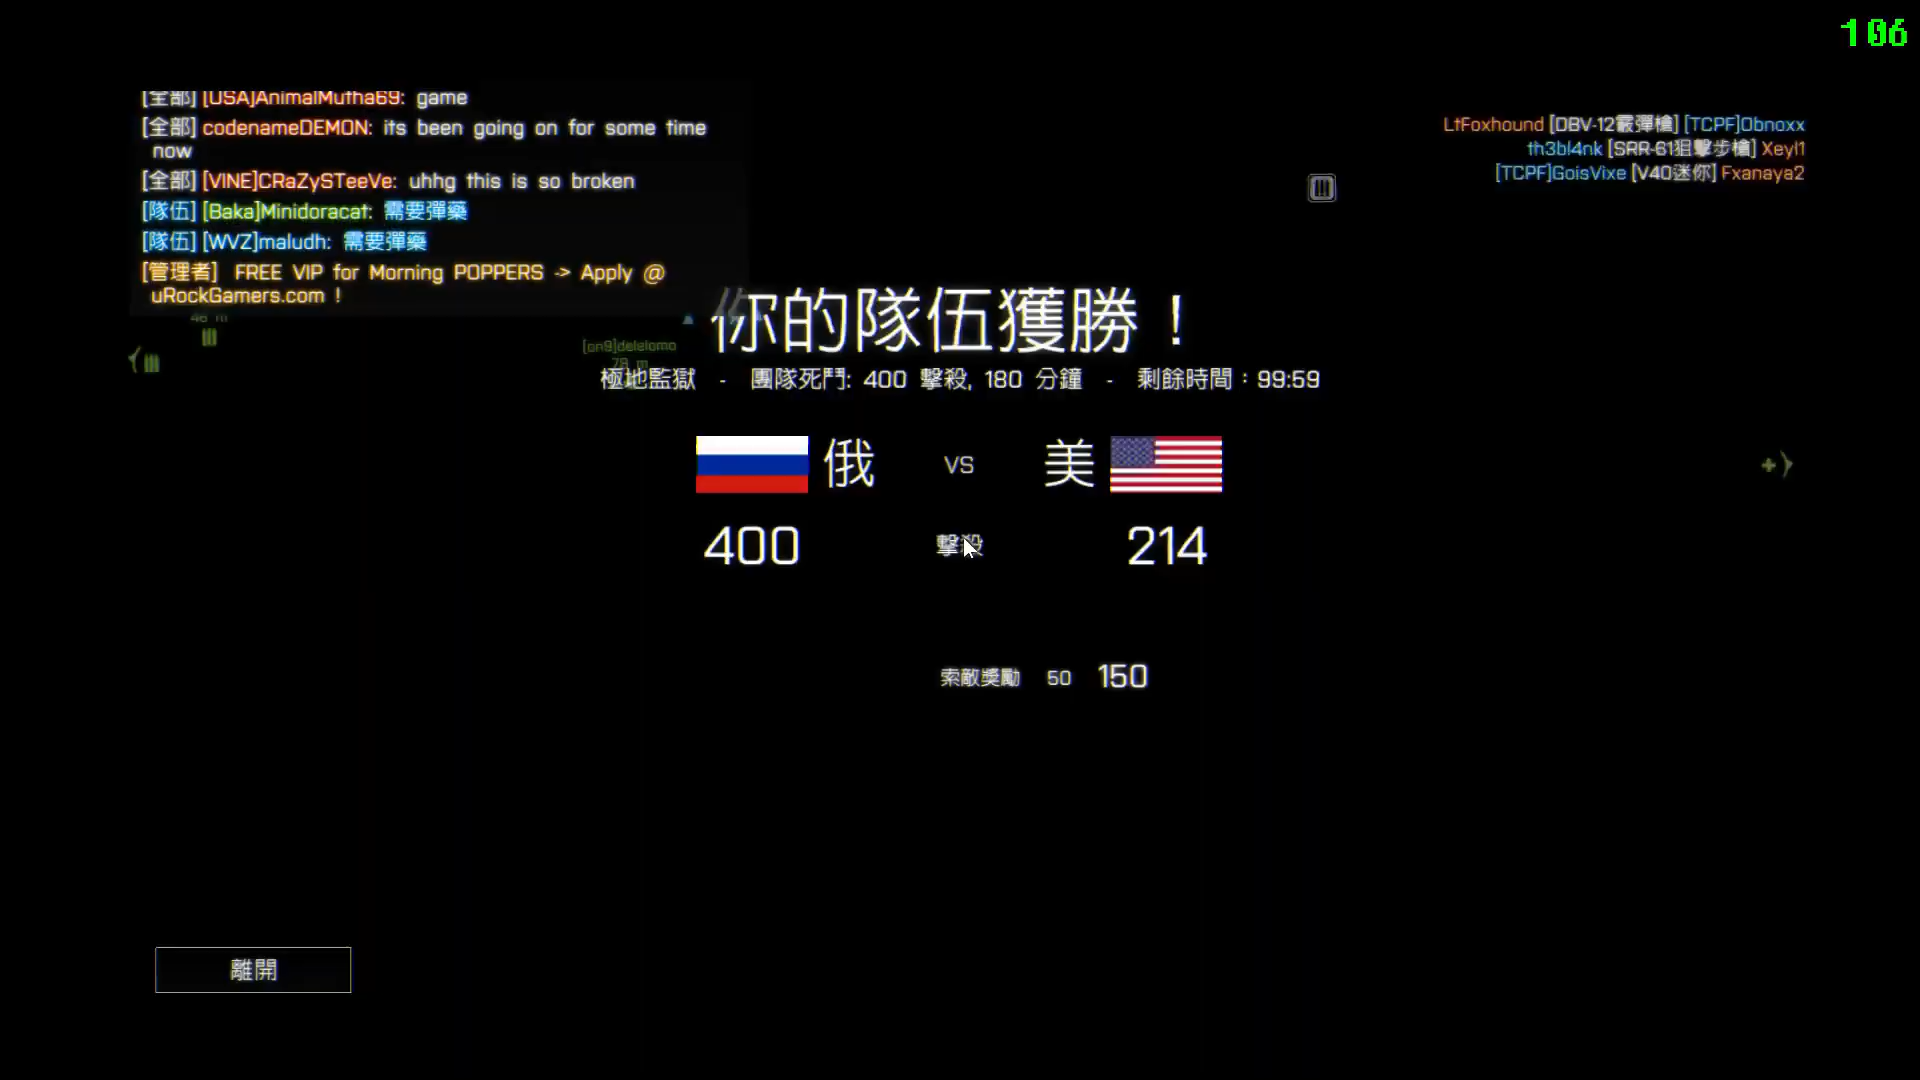 106
[全部] [USA]AnimalMutha69: game
[全部] codenameDEMON: its been going on for some time
now
[全部] [VINE]CRaZySTeeVe: uhhg this is so broken
[隊伍] [Baka]Minidoracat: 需要彈藥
[隊伍] [WVZ]maludh: 需要彈藥
[管理者] FREE VIP for Morning POPPERS -> Apply @
uRockGamers.com !
LtFoxhound [DBV-12霰彈槍] [TCPF]Obnoxx
th3bl4nk [SRR-61狙擊步槍] Xeyl1
[TCPF]GoisVixe [V40迷你] Fxanaya2
46 m
[on9]delelomo
78 m
你的隊伍獲勝！
極地監獄 - 團隊死鬥: 400 擊殺, 180 分鐘 - 剩餘時間：99:59
俄 VS 美
400 擊殺 214
索敵獎勵 50 150
離開